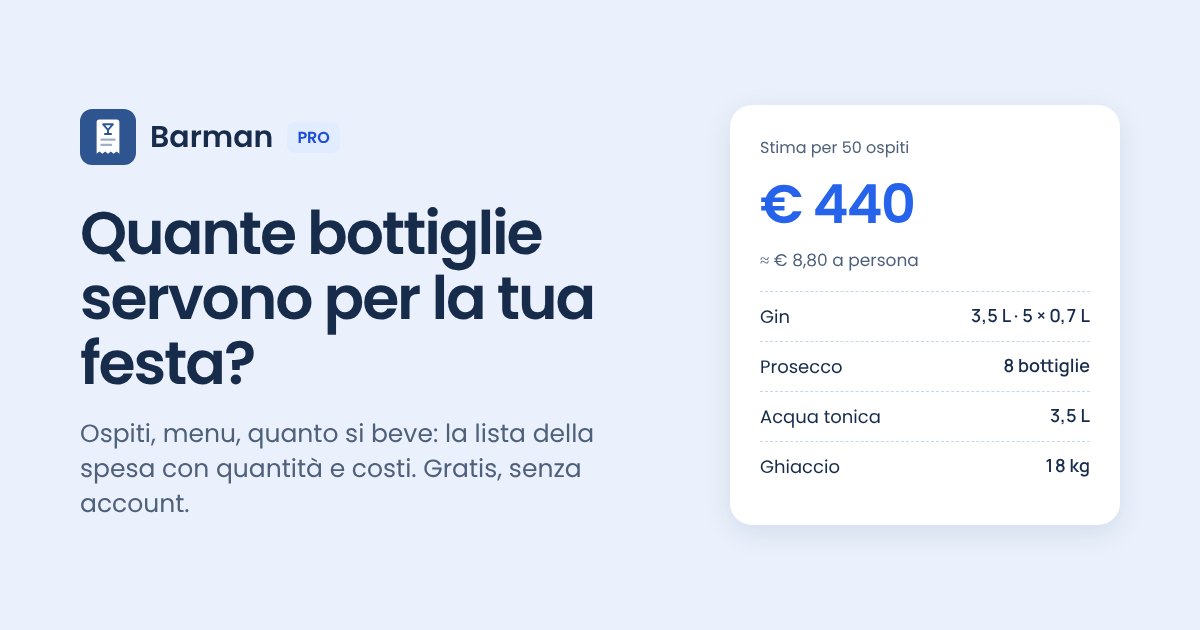 Barman PRO
Quante bottiglie
servono per la tua
festa?
Ospiti, menu, quanto si beve: la lista della
spesa con quantità e costi. Gratis, senza
account.
Stima per 50 ospiti
€ 440
≈ € 8,80 a persona
Gin 3,5 L · 5 × 0,7 L
Prosecco 8 bottiglie
Acqua tonica 3,5 L
Ghiaccio 18 kg